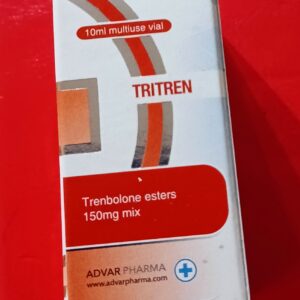 10ml multiuse vial
TRITREN
Trenbolone esters
150mg mix
ADVAR PHARMA
www.advarpharma.com